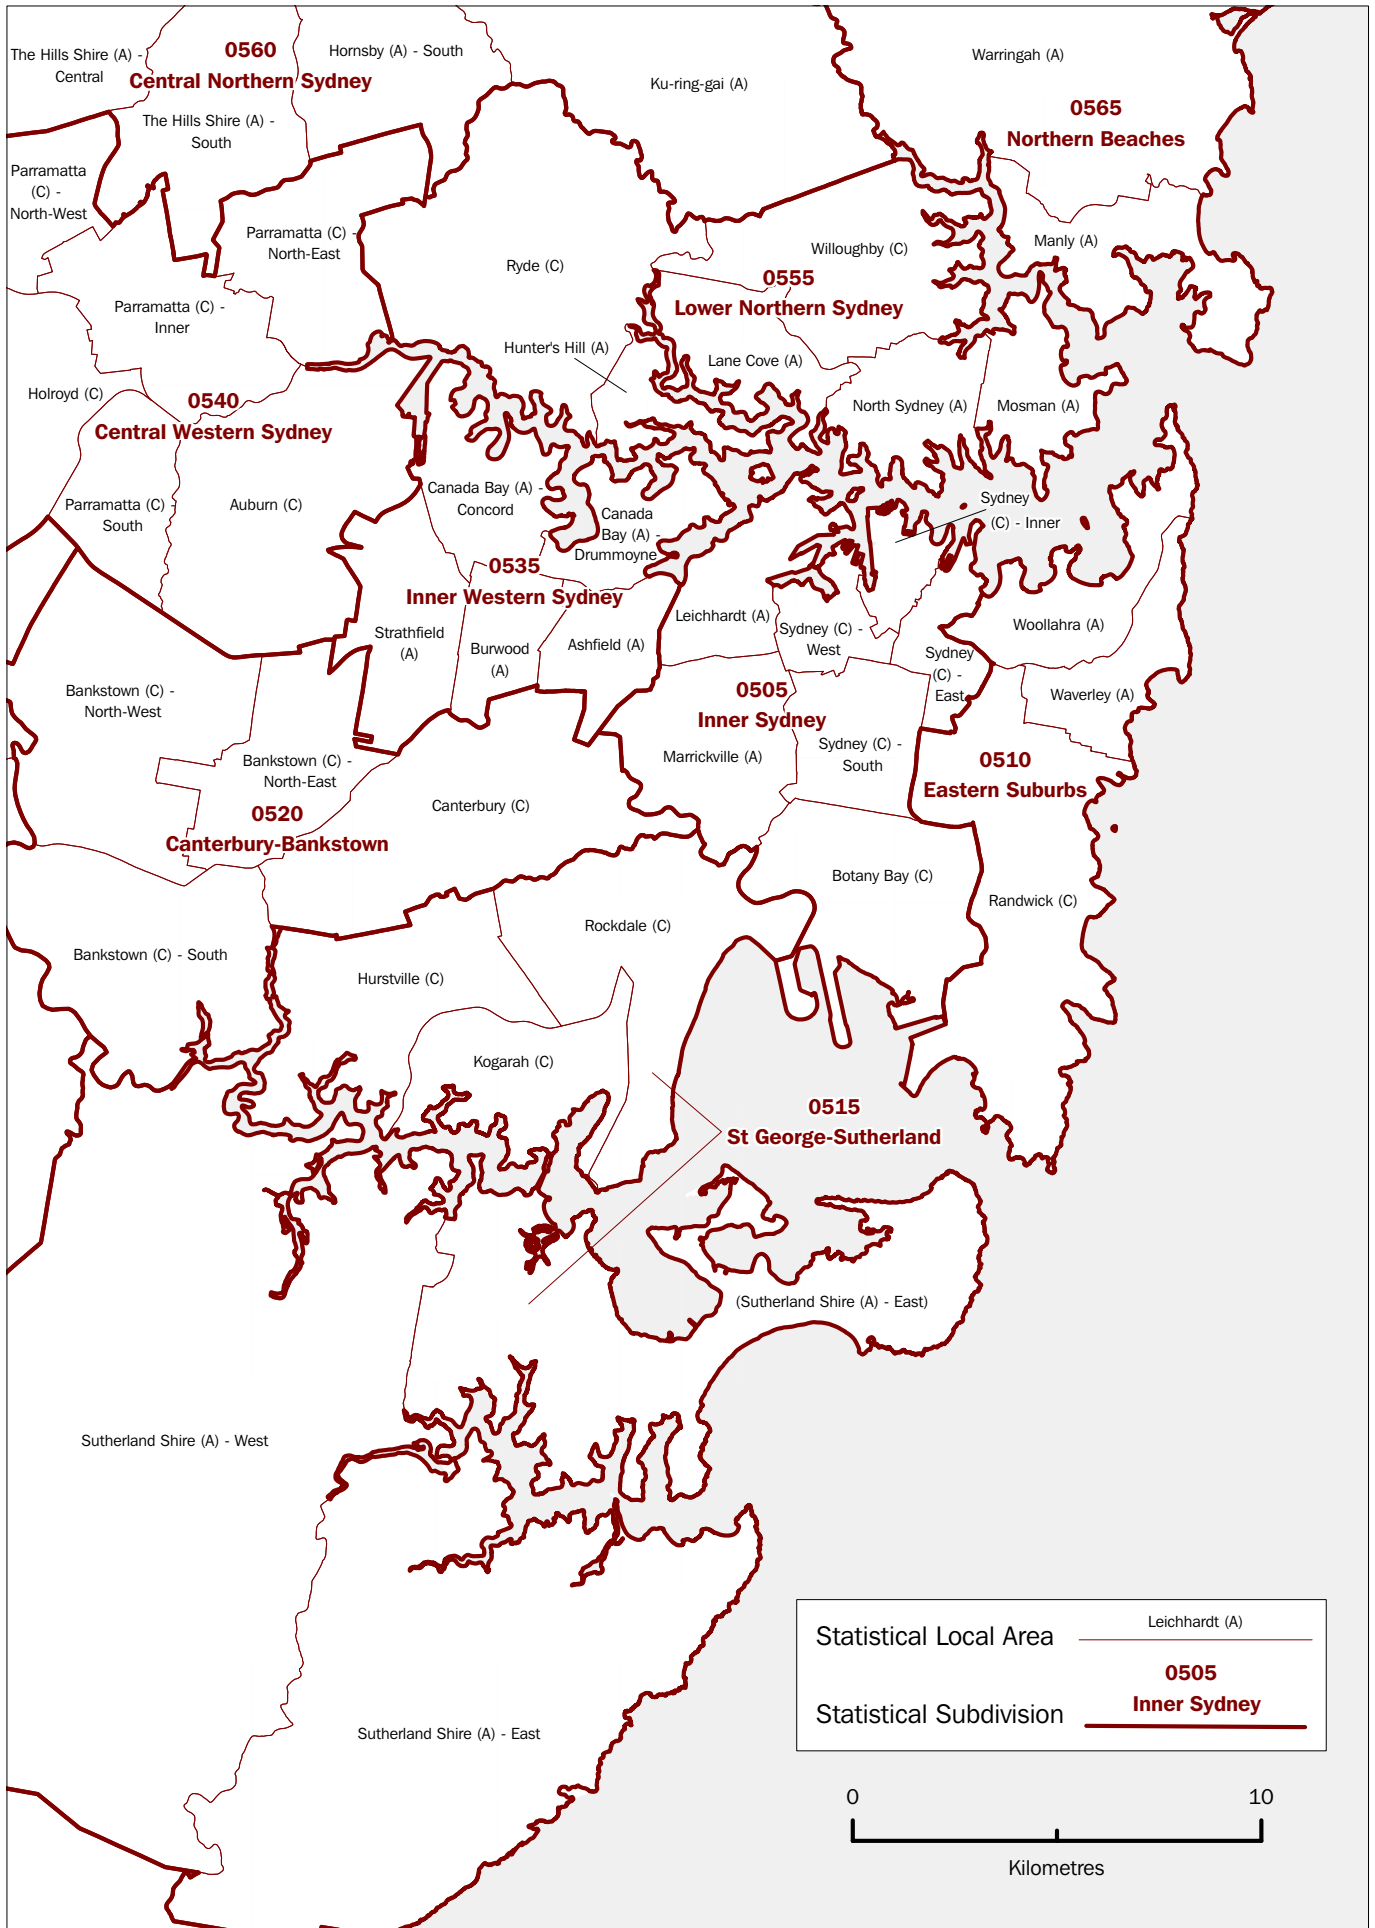 The Hills Shire (A) -
Central
0560
Central Northern Sydney
Hornsby (A) - South
Ku-ring-gai (A)
Warringah (A)
0565
Northern Beaches
The Hills Shire (A) -
South
Parramatta
(C) -
North-West
Parramatta (C) -
North-East
Ryde (C)
Willoughby (C)
Manly (A)
0555
Lower Northern Sydney
Parramatta (C) -
Inner
Hunter's Hill (A)
Lane Cove (A)
Holroyd (C)
0540
Central Western Sydney
North Sydney (A)
Mosman (A)
Parramatta (C) -
South
Auburn (C)
Canada Bay (A) -
Concord
Canada
Bay (A) -
Drummoyne
Sydney
(C) - Inner
0535
Inner Western Sydney
Strathfield
(A)
Burwood
(A)
Ashfield (A)
Leichhardt (A)
Sydney (C) -
West
Sydney
(C) -
East
Woollahra (A)
Waverley (A)
Bankstown (C) -
North-West
0505
Inner Sydney
Marrickville (A)
Sydney (C) -
South
0510
Eastern Suburbs
Bankstown (C) -
North-East
0520
Canterbury-Bankstown
Canterbury (C)
Botany Bay (C)
Randwick (C)
Rockdale (C)
Bankstown (C) - South
Hurstville (C)
Kogarah (C)
0515
St George-Sutherland
(Sutherland Shire (A) - East)
Sutherland Shire (A) - West
Sutherland Shire (A) - East
Statistical Local Area
Leichhardt (A)
Statistical Subdivision
0505
Inner Sydney
0 10
Kilometres